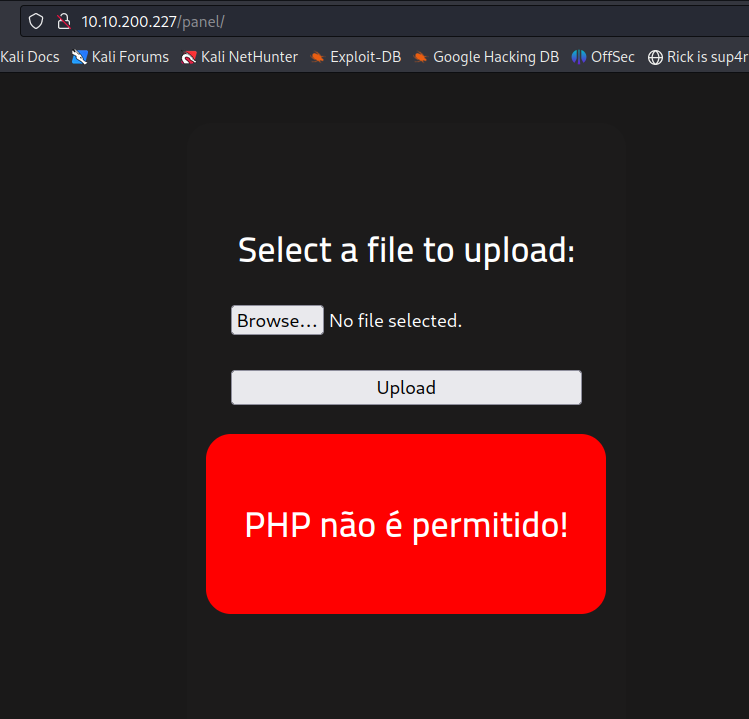 10.10.200.227/panel/
Kali Docs Kali Forums Kali NetHunter Exploit-DB Google Hacking DB OffSec Rick is sup4r
Select a file to upload:
Browse... No file selected.
Upload
PHP não é permitido!